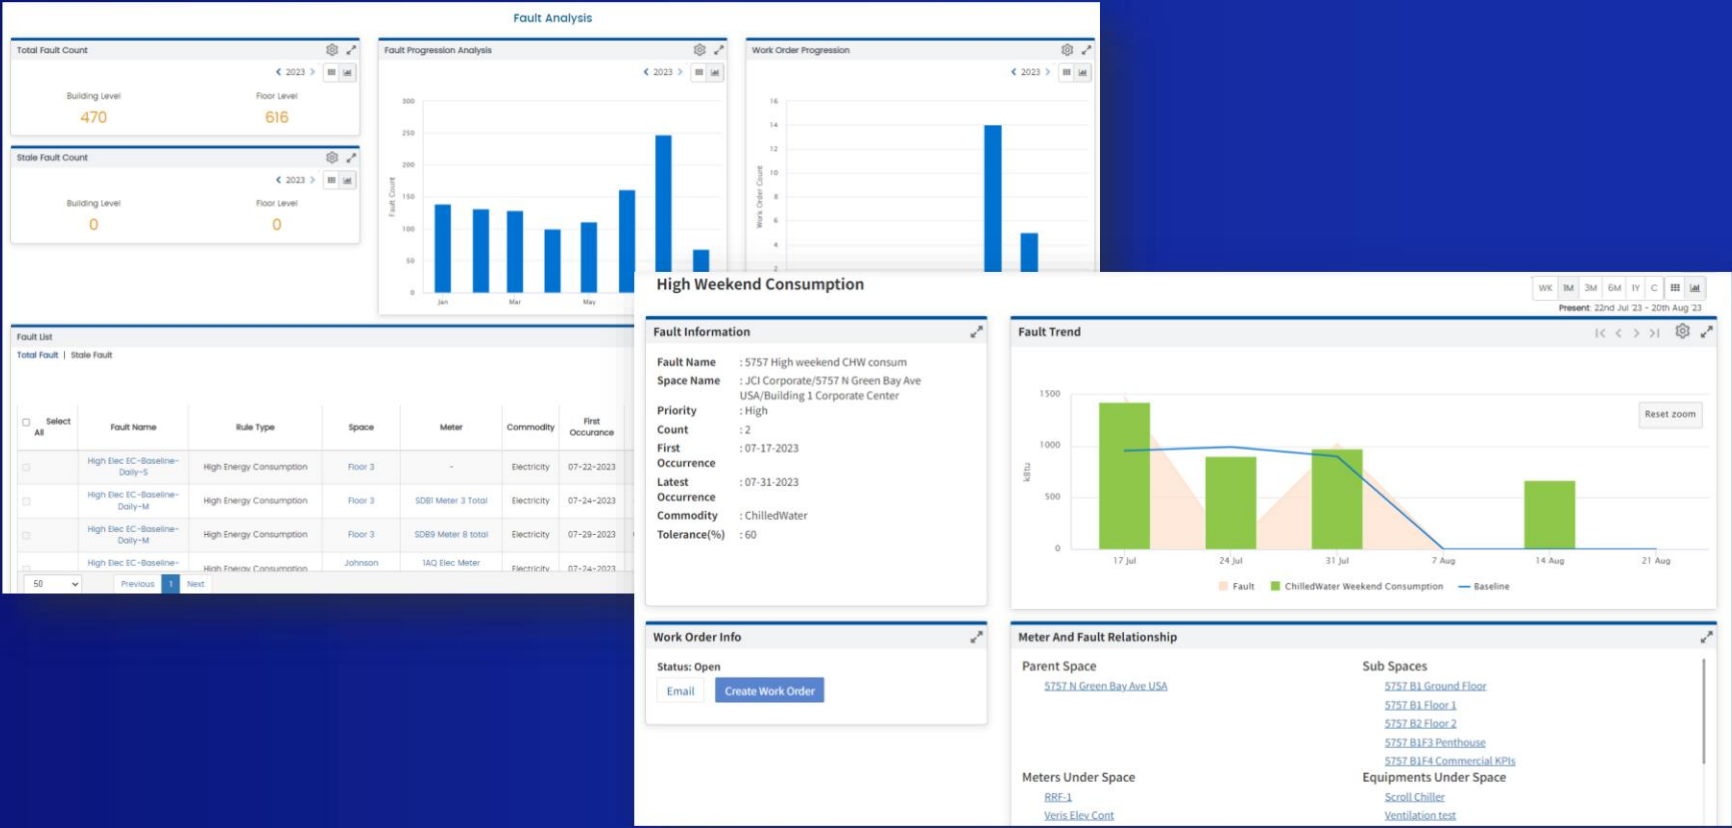 Fault Analysis
Total Fault Count
2023
Building Level
Floor Level
470
616
Stale Fault Count
2023
Building Level
Floor Level
0
0
Fault Progression Analysis
2023
300
250
200
150
100
50
0
Fault Count
Jan
Mar
May
Work Order Progression
2023
16
14
12
10
8
6
4
2
Work Order Count
Fault List
Total Fault | Stale Fault
Select All
Fault Name
Rule Type
Space
Meter
Commodity
First Occurance
High Elec EC-Baseline-
Daily-S
High Energy Consumption
Floor 3
-
Electricity
07-22-2023
High Elec EC-Baseline-
Daily-M
High Energy Consumption
Floor 3
SDB1 Meter 3 Total
Electricity
07-24-2023
High Elec EC-Baseline-
Daily-M
High Energy Consumption
Floor 3
SDB9 Meter 8 total
Electricity
07-29-2023
High Elec EC-Baseline-
High Energy Consumption
Johnson
1AQ Elec Meter
Electricity
07-24-2023
50
Previous
1
Next
High Weekend Consumption
WK 1M 3M 6M 1Y C
Present: 22nd Jul '23 - 20th Aug '23
Fault Information
Fault Name : 5757 High weekend CHW consum
Space Name : JCI Corporate/5757 N Green Bay Ave
USA/Building 1 Corporate Center
Priority : High
Count : 2
First : 07-17-2023
Occurrence
Latest : 07-31-2023
Occurrence
Commodity : ChilledWater
Tolerance(%) : 60
Fault Trend
Reset zoom
1500
1000
500
0
kBtu
17 Jul
24 Jul
31 Jul
7 Aug
14 Aug
21 Aug
Fault
ChilledWater Weekend Consumption
Baseline
Work Order Info
Status: Open
Email
Create Work Order
Meter And Fault Relationship
Parent Space
5757 N Green Bay Ave USA
Sub Spaces
5757 B1 Ground Floor
5757 B1 Floor 1
5757 B2 Floor 2
5757 B1F3 Penthouse
5757 B1F4 Commercial KPIs
Meters Under Space
RRF-1
Veris Elev Cont
Equipments Under Space
Scroll Chiller
Ventilation test